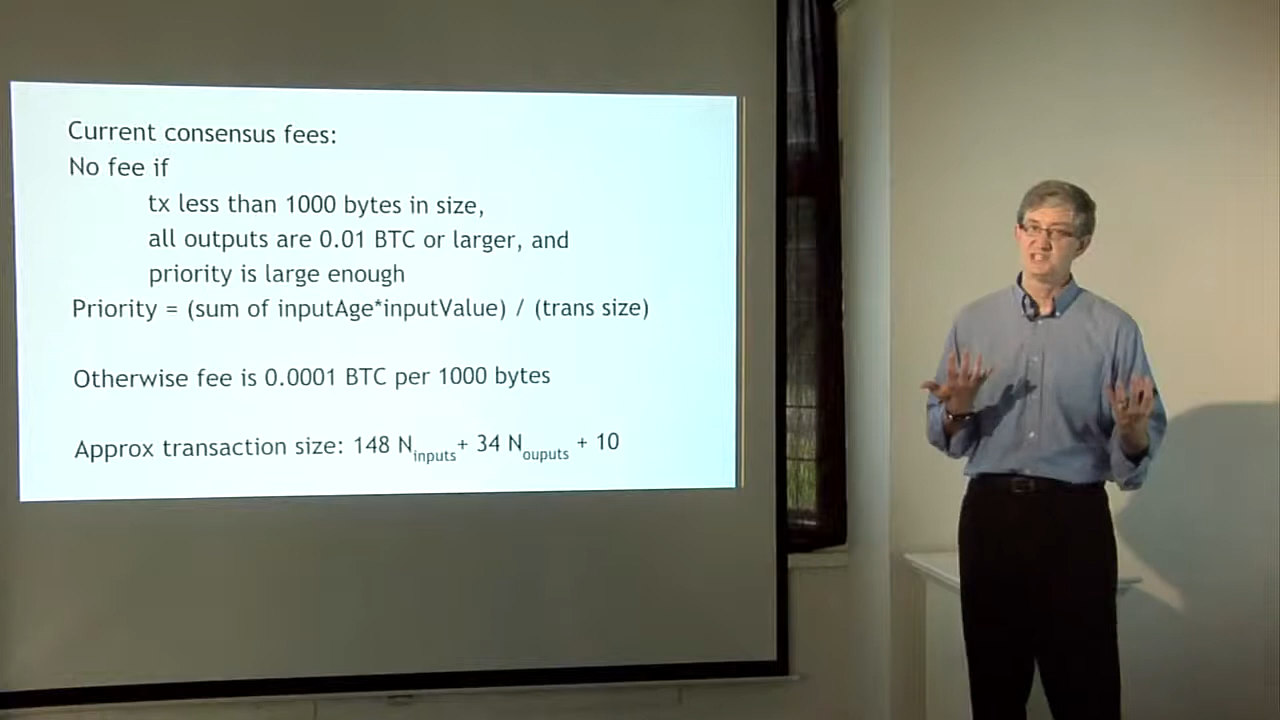 Current consensus fees:
No fee if
tx less than 1000 bytes in size,
all outputs are 0.01 BTC or larger, and
priority is large enough
Priority = (sum of inputAge*inputValue) / (trans size)
Otherwise fee is 0.0001 BTC per 1000 bytes
Approx transaction size: 148 Ninputs+ 34 Nouputs + 10